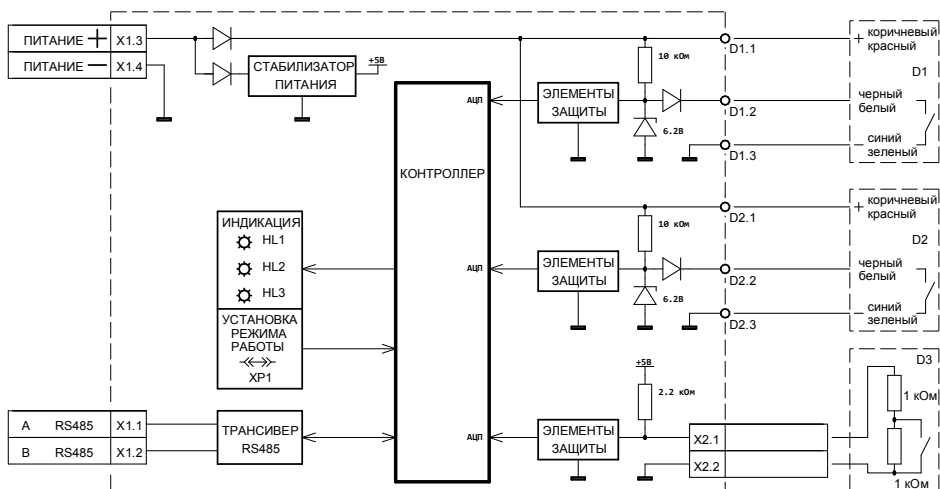 ПИТАНИЕ + X1.3
ПИТАНИЕ — X1.4
СТАБИЛИЗАТОР
ПИТАНИЯ
+5В
КОНТРОЛЛЕР
АЦП
ЭЛЕМЕНТЫ
ЗАЩИТЫ
10 кОм
6.2В
D1.1
D1.2
D1.3
+ коричневый
красный
D1
черный
белый
синий
зеленый
ИНДИКАЦИЯ
HL1
HL2
HL3
УСТАНОВКА
РЕЖИМА
РАБОТЫ
XP1
АЦП
ЭЛЕМЕНТЫ
ЗАЩИТЫ
10 кОм
6.2В
D2.1
D2.2
D2.3
+ коричневый
красный
D2
черный
белый
синий
зеленый
A RS485 X1.1
B RS485 X1.2
ТРАНСИВЕР
RS485
АЦП
ЭЛЕМЕНТЫ
ЗАЩИТЫ
+5В
2.2 кОм
X2.1
X2.2
D3
1 кОм
1 кОм